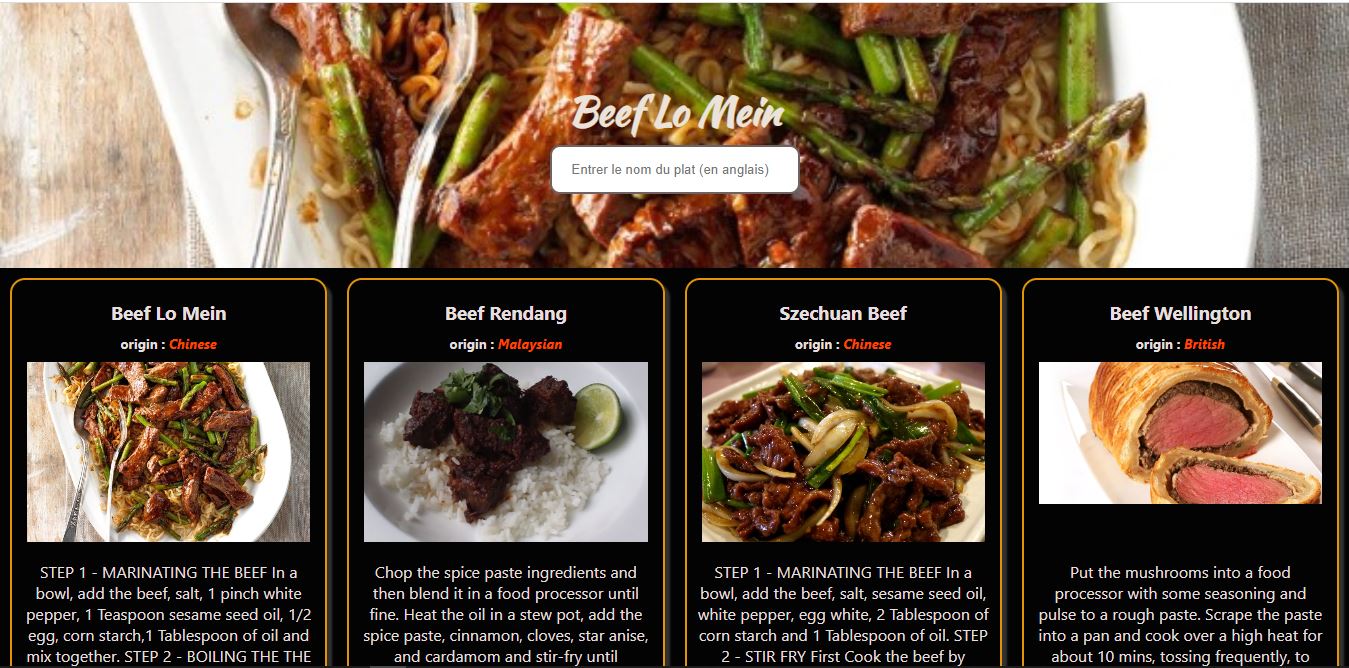 Beef Lo Mein
Entrer le nom du plat (en anglais)
Beef Lo Mein
origin : Chinese
STEP 1 - MARINATING THE BEEF In a
bowl, add the beef, salt, 1 pinch white
pepper, 1 Teaspoon sesame seed oil, 1/2
egg, corn starch,1 Tablespoon of oil and
mix together. STEP 2 - BOILING THE THE
Beef Rendang
origin : Malaysian
Chop the spice paste ingredients and
then blend it in a food processor until
fine. Heat the oil in a stew pot, add the
spice paste, cinnamon, cloves, star anise,
and cardamom and stir-fry until
Szechuan Beef
origin : Chinese
STEP 1 - MARINATING THE BEEF In a
bowl, add the beef, salt, sesame seed oil,
white pepper, egg white, 2 Tablespoon of
corn starch and 1 Tablespoon of oil. STEP
2 - STIR FRY First Cook the beef by
Beef Wellington
origin : British
Put the mushrooms into a food
processor with some seasoning and
pulse to a rough paste. Scrape the paste
into a pan and cook over a high heat for
about 10 mins, tossing frequently, to